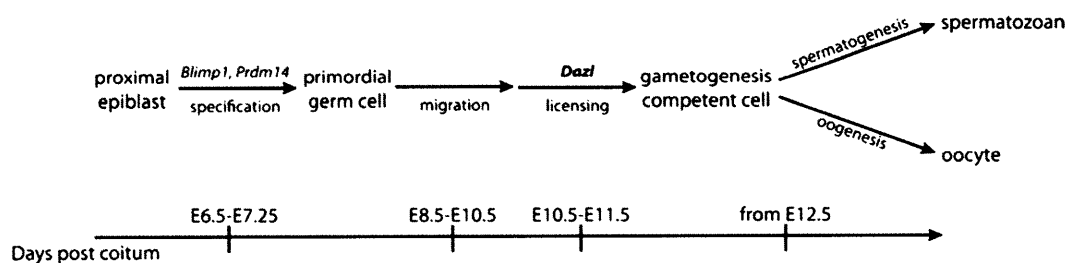 spermatozoan
spermatogenesis
proximal epiblast
Blimp1, Prdm14
specification
primordial germ cell
migration
Dazl
licensing
gametogenesis competent cell
oogenesis
oocyte
E6.5-E7.25
E8.5-E10.5
E10.5-E11.5
from E12.5
Days post coitum